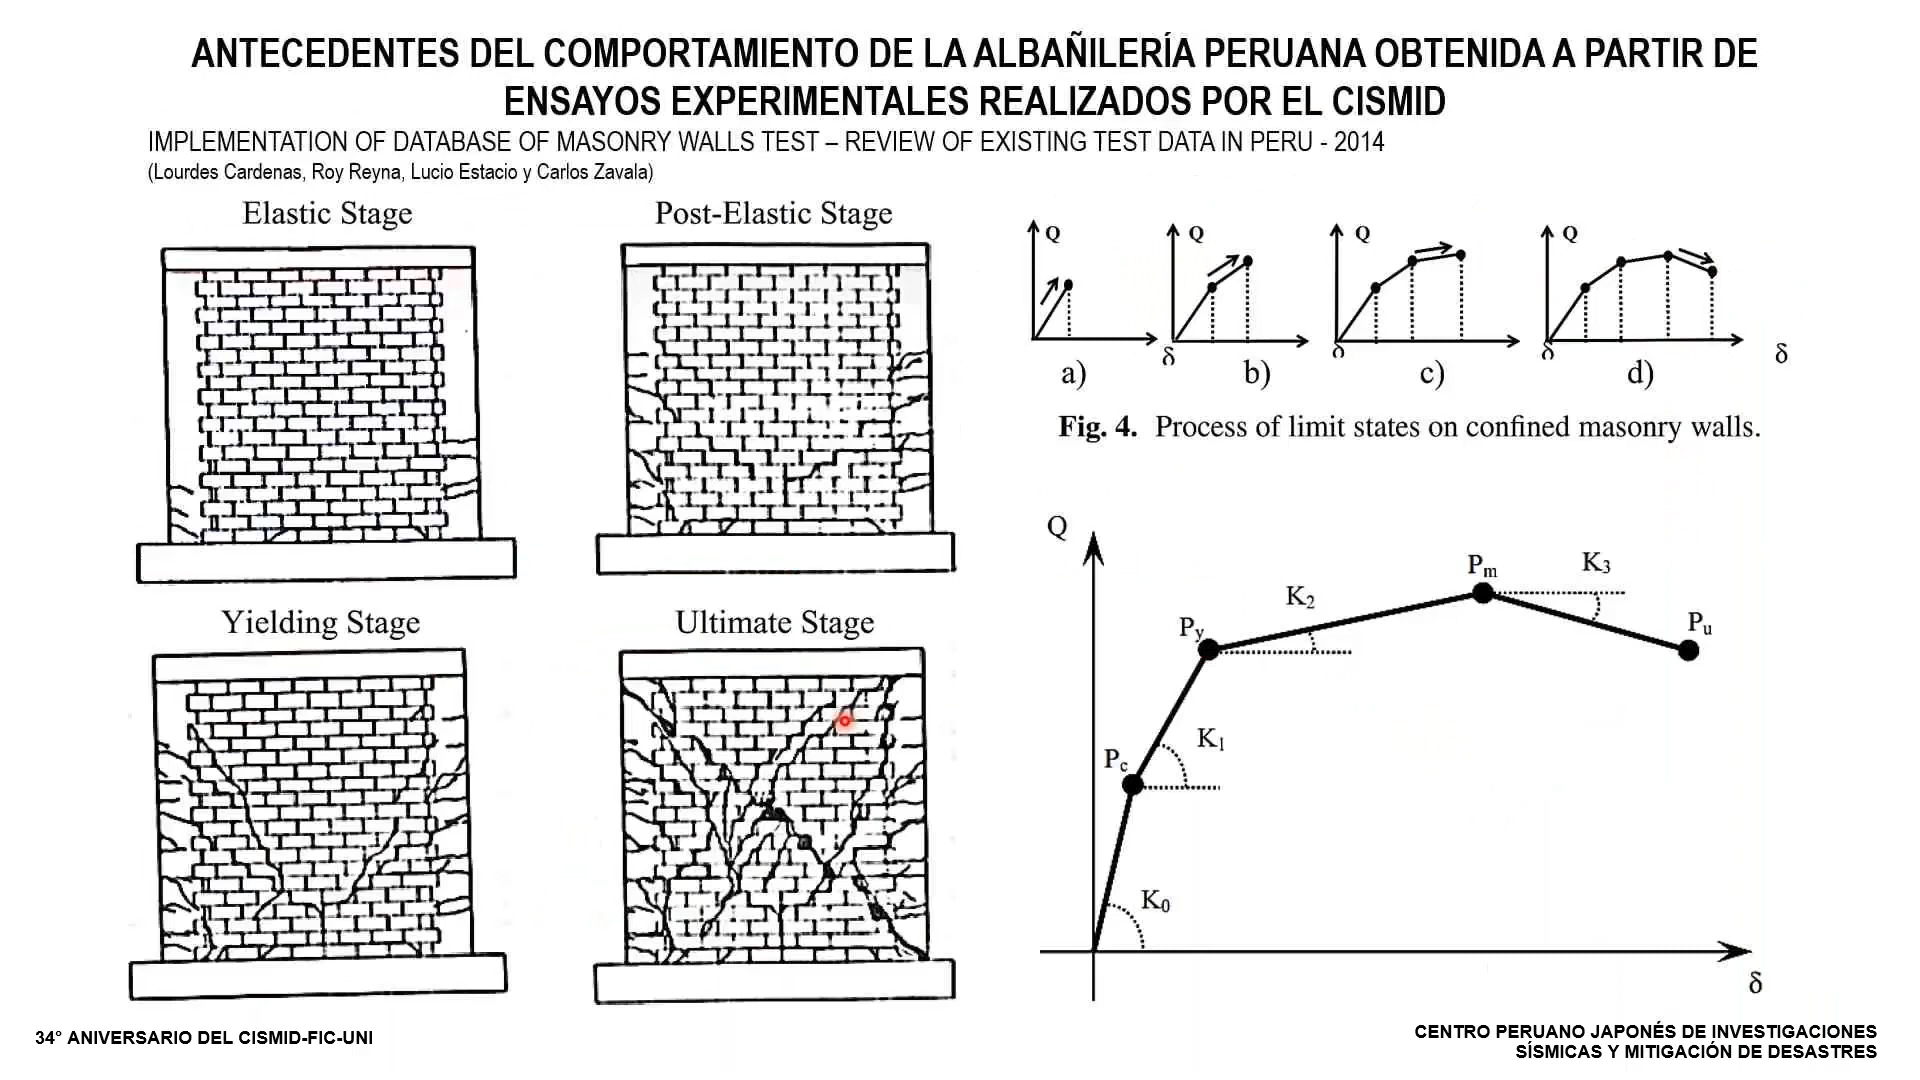 ANTECEDENTES DEL COMPORTAMIENTO DE LA ALBAÑILERÍA PERUANA OBTENIDA A PARTIR DE
ENSAYOS EXPERIMENTALES REALIZADOS POR EL CISMID
IMPLEMENTATION OF DATABASE OF MASONRY WALLS TEST – REVIEW OF EXISTING TEST DATA IN PERU - 2014
(Lourdes Cardenas, Roy Reyna, Lucio Estacio y Carlos Zavala)
Elastic Stage
Post-Elastic Stage
Yielding Stage
Ultimate Stage
Q
Q
Q
Q
δ
δ
δ
δ
a)
b)
c)
d)
Fig. 4. Process of limit states on confined masonry walls.
Q
Pm
K3
K2
Pu
Py
K1
Pc
K0
δ
34° ANIVERSARIO DEL CISMID-FIC-UNI
CENTRO PERUANO JAPONÉS DE INVESTIGACIONES
SÍSMICAS Y MITIGACIÓN DE DESASTRES